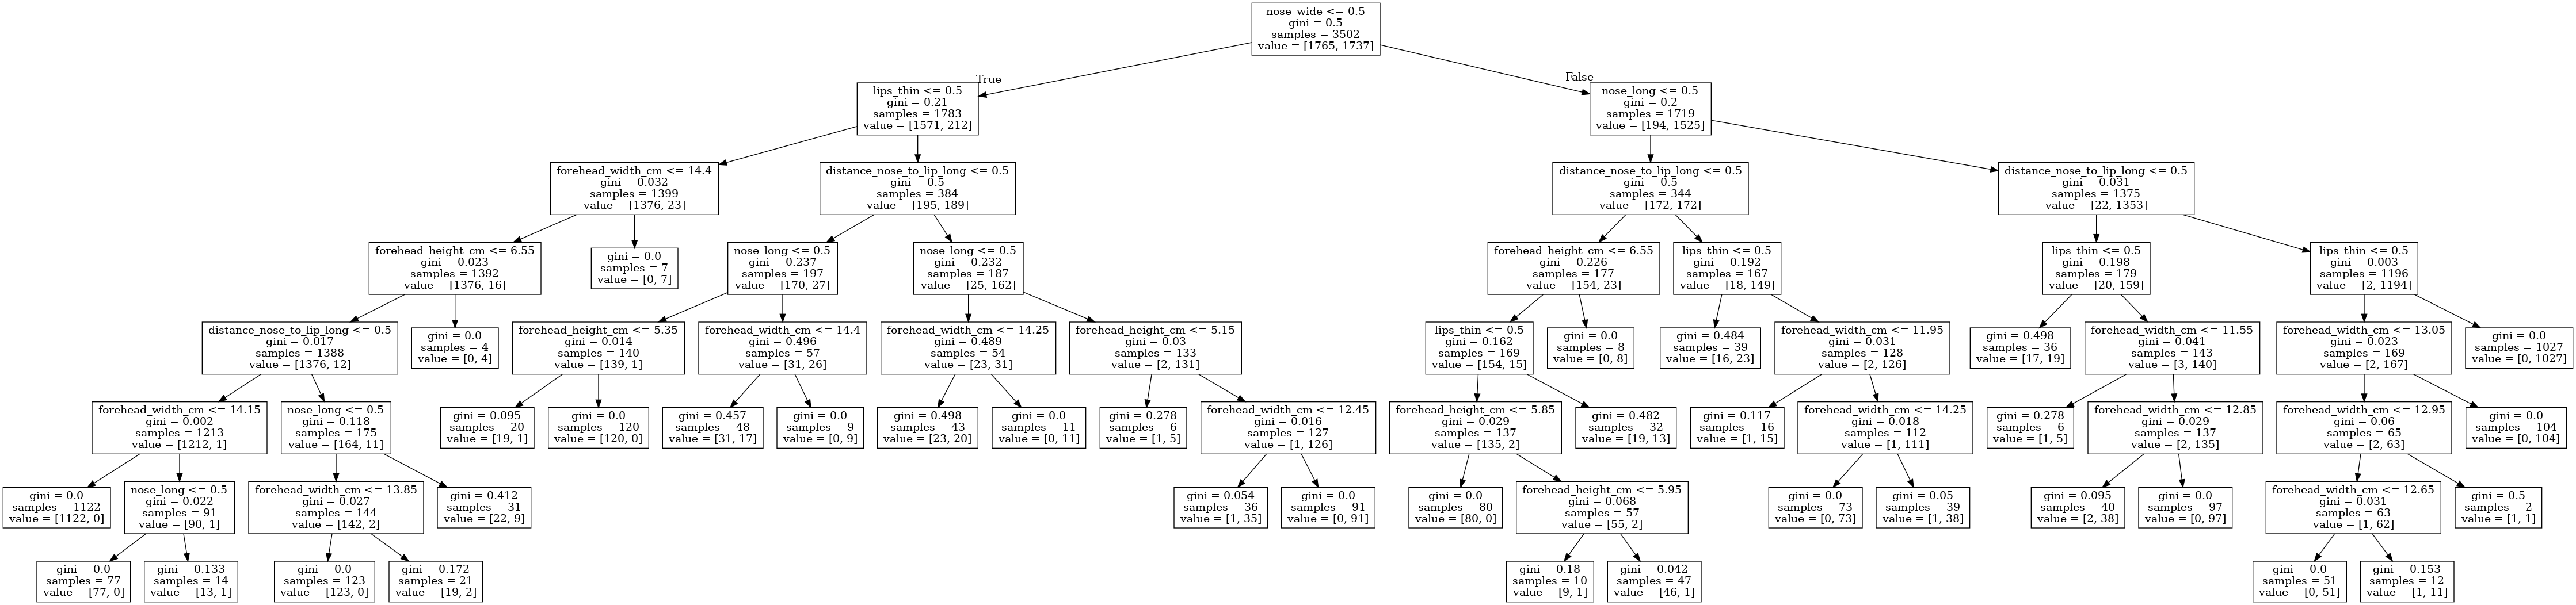 nose_wide <= 0.5
gini = 0.5
samples = 3502
value = [1765, 1737]
True
False
lips_thin <= 0.5
gini = 0.21
samples = 1783
value = [1571, 212]
nose_long <= 0.5
gini = 0.2
samples = 1719
value = [194, 1525]
forehead_width_cm <= 14.4
gini = 0.032
samples = 1399
value = [1376, 23]
distance_nose_to_lip_long <= 0.5
gini = 0.5
samples = 384
value = [195, 189]
distance_nose_to_lip_long <= 0.5
gini = 0.5
samples = 344
value = [172, 172]
distance_nose_to_lip_long <= 0.5
gini = 0.031
samples = 1375
value = [22, 1353]
forehead_height_cm <= 6.55
gini = 0.023
samples = 1392
value = [1376, 16]
gini = 0.0
samples = 7
value = [0, 7]
nose_long <= 0.5
gini = 0.237
samples = 197
value = [170, 27]
nose_long <= 0.5
gini = 0.232
samples = 187
value = [25, 162]
forehead_height_cm <= 6.55
gini = 0.226
samples = 177
value = [154, 23]
lips_thin <= 0.5
gini = 0.192
samples = 167
value = [18, 149]
lips_thin <= 0.5
gini = 0.198
samples = 179
value = [20, 159]
lips_thin <= 0.5
gini = 0.003
samples = 1196
value = [2, 1194]
distance_nose_to_lip_long <= 0.5
gini = 0.017
samples = 1388
value = [1376, 12]
gini = 0.0
samples = 4
value = [0, 4]
forehead_height_cm <= 5.35
gini = 0.014
samples = 140
value = [139, 1]
forehead_width_cm <= 14.4
gini = 0.496
samples = 57
value = [31, 26]
forehead_width_cm <= 14.25
gini = 0.489
samples = 54
value = [23, 31]
forehead_height_cm <= 5.15
gini = 0.03
samples = 133
value = [2, 131]
lips_thin <= 0.5
gini = 0.162
samples = 169
value = [154, 15]
gini = 0.0
samples = 8
value = [0, 8]
gini = 0.484
samples = 39
value = [16, 23]
forehead_width_cm <= 11.95
gini = 0.031
samples = 128
value = [2, 126]
gini = 0.498
samples = 36
value = [17, 19]
forehead_width_cm <= 11.55
gini = 0.041
samples = 143
value = [3, 140]
forehead_width_cm <= 13.05
gini = 0.023
samples = 169
value = [2, 167]
gini = 0.0
samples = 1027
value = [0, 1027]
forehead_width_cm <= 14.15
gini = 0.002
samples = 1213
value = [1212, 1]
nose_long <= 0.5
gini = 0.118
samples = 175
value = [164, 11]
gini = 0.095
samples = 20
value = [19, 1]
gini = 0.0
samples = 120
value = [120, 0]
gini = 0.457
samples = 48
value = [31, 17]
gini = 0.0
samples = 9
value = [0, 9]
gini = 0.498
samples = 43
value = [23, 20]
gini = 0.0
samples = 11
value = [0, 11]
gini = 0.278
samples = 6
value = [1, 5]
forehead_width_cm <= 12.45
gini = 0.016
samples = 127
value = [1, 126]
forehead_height_cm <= 5.85
gini = 0.029
samples = 137
value = [135, 2]
gini = 0.482
samples = 32
value = [19, 13]
gini = 0.117
samples = 16
value = [1, 15]
forehead_width_cm <= 14.25
gini = 0.018
samples = 112
value = [1, 111]
gini = 0.278
samples = 6
value = [1, 5]
forehead_width_cm <= 12.85
gini = 0.029
samples = 137
value = [2, 135]
forehead_width_cm <= 12.95
gini = 0.06
samples = 65
value = [2, 63]
gini = 0.0
samples = 104
value = [0, 104]
gini = 0.0
samples = 1122
value = [1122, 0]
nose_long <= 0.5
gini = 0.022
samples = 91
value = [90, 1]
forehead_width_cm <= 13.85
gini = 0.027
samples = 144
value = [142, 2]
gini = 0.412
samples = 31
value = [22, 9]
gini = 0.054
samples = 36
value = [1, 35]
gini = 0.0
samples = 91
value = [0, 91]
gini = 0.0
samples = 80
value = [80, 0]
forehead_height_cm <= 5.95
gini = 0.068
samples = 57
value = [55, 2]
gini = 0.0
samples = 73
value = [0, 73]
gini = 0.05
samples = 39
value = [1, 38]
gini = 0.095
samples = 40
value = [2, 38]
gini = 0.0
samples = 97
value = [0, 97]
forehead_width_cm <= 12.65
gini = 0.031
samples = 63
value = [1, 62]
gini = 0.5
samples = 2
value = [1, 1]
gini = 0.0
samples = 77
value = [77, 0]
gini = 0.133
samples = 14
value = [13, 1]
gini = 0.0
samples = 123
value = [123, 0]
gini = 0.172
samples = 21
value = [19, 2]
gini = 0.18
samples = 10
value = [9, 1]
gini = 0.042
samples = 47
value = [46, 1]
gini = 0.0
samples = 51
value = [0, 51]
gini = 0.153
samples = 12
value = [1, 11]